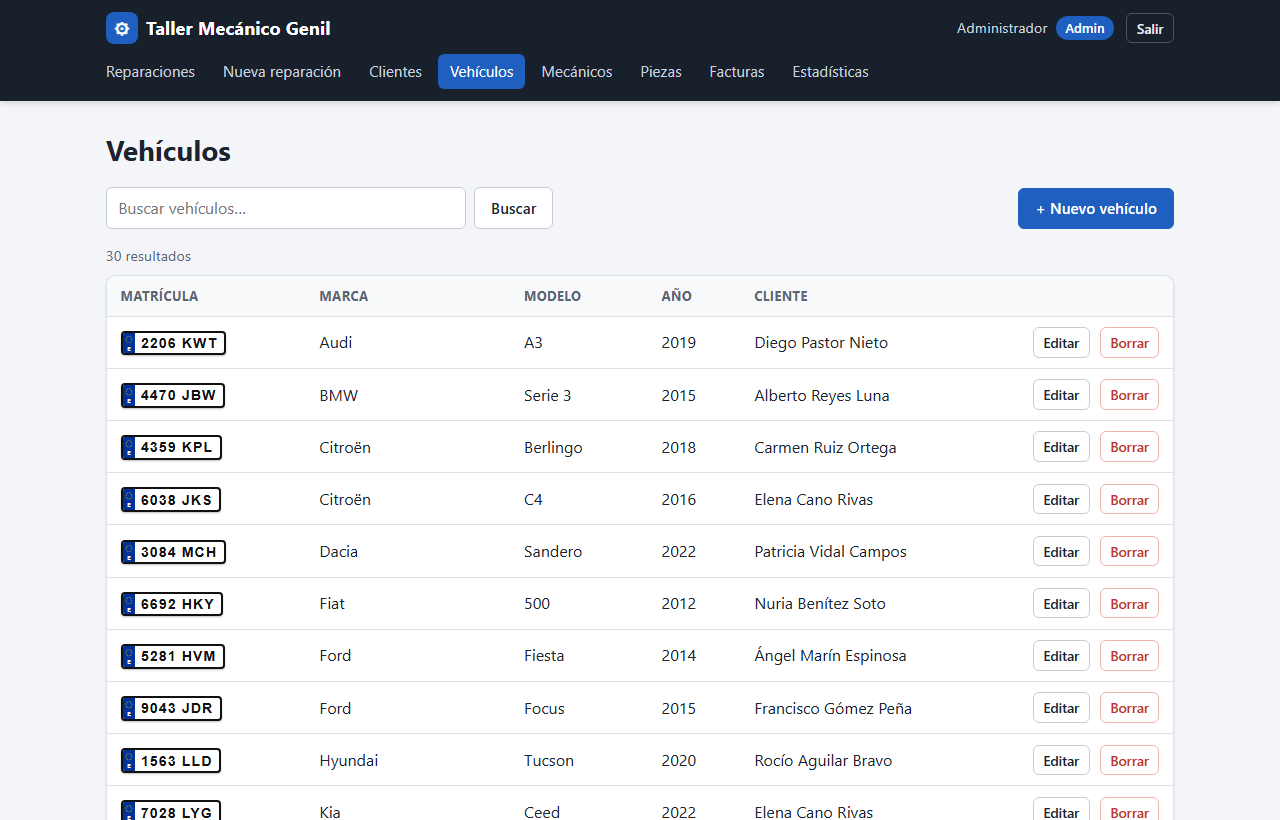 Taller Mecánico Genil
Administrador Admin Salir
Reparaciones Nueva reparación Clientes Vehículos Mecánicos Piezas Facturas Estadísticas
Vehículos
Buscar vehículos... Buscar + Nuevo vehículo
30 resultados
MATRÍCULA MARCA MODELO AÑO CLIENTE
E 2206 KWT Audi A3 2019 Diego Pastor Nieto Editar Borrar
E 4470 JBW BMW Serie 3 2015 Alberto Reyes Luna Editar Borrar
E 4359 KPL Citroën Berlingo 2018 Carmen Ruiz Ortega Editar Borrar
E 6038 JKS Citroën C4 2016 Elena Cano Rivas Editar Borrar
E 3084 MCH Dacia Sandero 2022 Patricia Vidal Campos Editar Borrar
E 6692 HKY Fiat 500 2012 Nuria Benítez Soto Editar Borrar
E 5281 HVM Ford Fiesta 2014 Ángel Marín Espinosa Editar Borrar
E 9043 JDR Ford Focus 2015 Francisco Gómez Peña Editar Borrar
E 1563 LLD Hyundai Tucson 2020 Rocío Aguilar Bravo Editar Borrar
E 7028 LYG Kia Ceed 2022 Elena Cano Rivas Editar Borrar